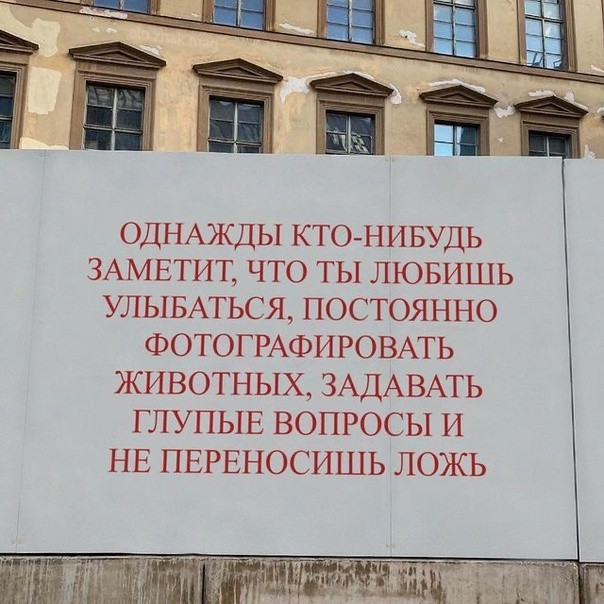 ОДНАЖДЫ КТО-НИБУДЬ
ЗАМЕТИТ, ЧТО ТЫ ЛЮБИШЬ
УЛЫБАТЬСЯ, ПОСТОЯННО
ФОТОГРАФИРОВАТЬ
ЖИВОТНЫХ, ЗАДАВАТЬ
ГЛУПЫЕ ВОПРОСЫ И
НЕ ПЕРЕНОСИШЬ ЛОЖЬ